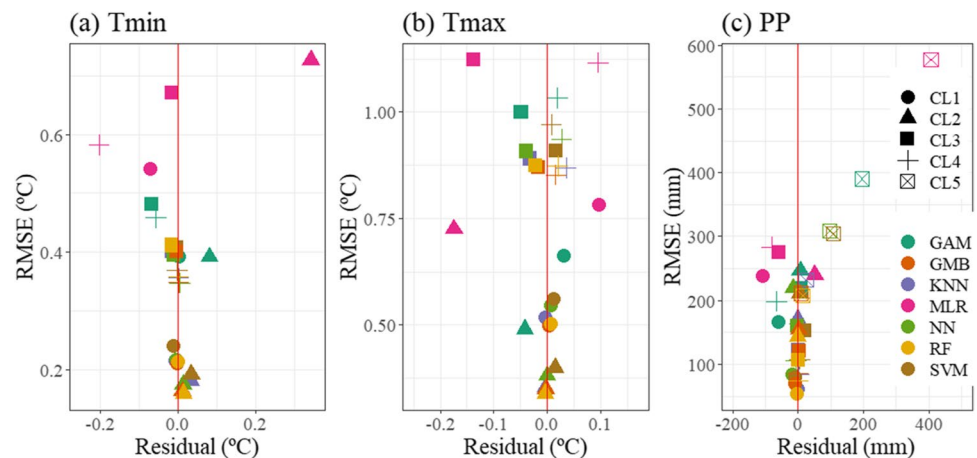 (a) Tmin
(b) Tmax
(c) PP
RMSE (ºC)
0.6
0.4
0.2
-0.2
0.0
0.2
Residual (ºC)
RMSE (ºC)
1.00
0.75
0.50
-0.2
-0.1
0.0
0.1
Residual (ºC)
RMSE (mm)
600
500
400
300
200
100
-200
0
200
400
Residual (mm)
CL1
CL2
CL3
CL4
CL5
GAM
GMB
KNN
MLR
NN
RF
SVM